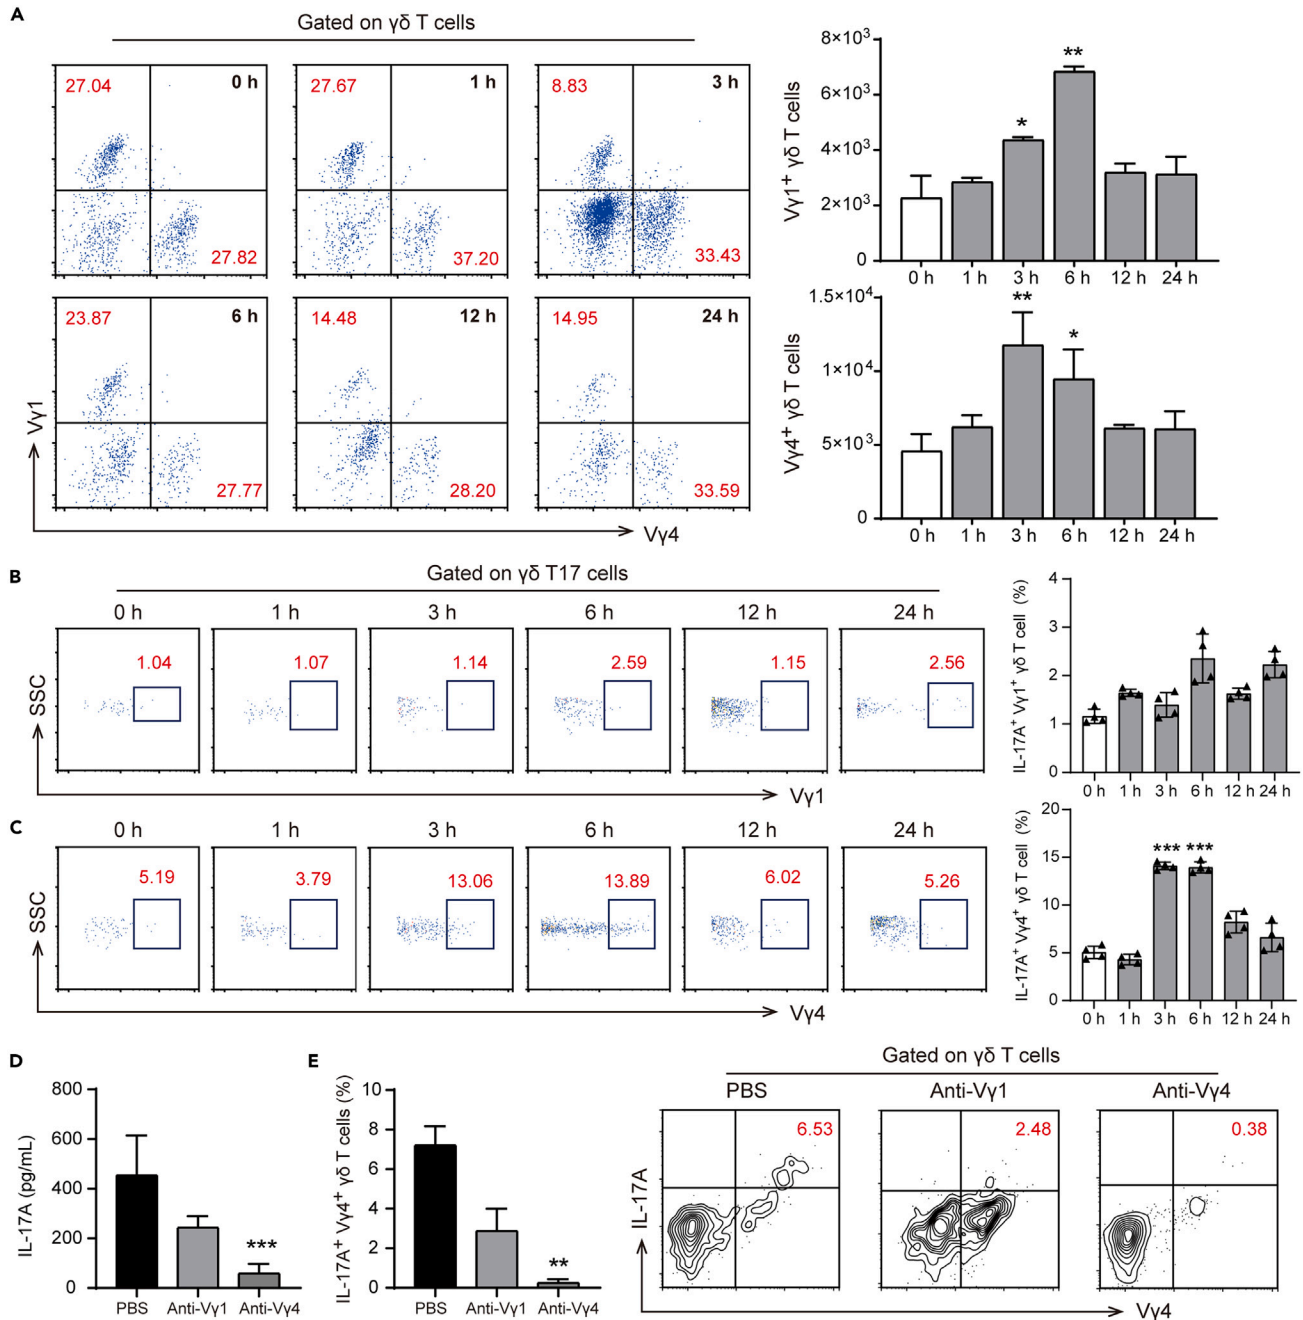 A
Gated on γδ T cells
27.04 0 h
27.82
27.67 1 h
37.20
8.83 3 h
33.43
23.87 6 h
27.77
14.48 12 h
28.20
14.95 24 h
33.59
Vγ1
Vγ4
Vγ1⁺ γδ T cells
8×10³
6×10³
4×10³
2×10³
0
* **
0 h 1 h 3 h 6 h 12 h 24 h
Vγ4⁺ γδ T cells
1.5×10⁴
1×10⁴
5×10³
0
** *
0 h 1 h 3 h 6 h 12 h 24 h
B
Gated on γδ T17 cells
0 h 1 h 3 h 6 h 12 h 24 h
1.04 1.07 1.14 2.59 1.15 2.56
SSC
Vγ1
IL-17A⁺ Vγ1⁺ γδ T cell (%)
4
3
2
1
0
0 h 1 h 3 h 6 h 12 h 24 h
C
0 h 1 h 3 h 6 h 12 h 24 h
5.19 3.79 13.06 13.89 6.02 5.26
SSC
Vγ4
IL-17A⁺ Vγ4⁺ γδ T cell (%)
20
15
10
5
0
*** ***
0 h 1 h 3 h 6 h 12 h 24 h
D
IL-17A (pg/mL)
800
600
400
200
0
***
PBS Anti-Vγ1 Anti-Vγ4
E
IL-17A⁺ Vγ4⁺ γδ T cells (%)
10
8
6
4
2
0
**
PBS Anti-Vγ1 Anti-Vγ4
Gated on γδ T cells
PBS Anti-Vγ1 Anti-Vγ4
6.53 2.48 0.38
IL-17A
Vγ4